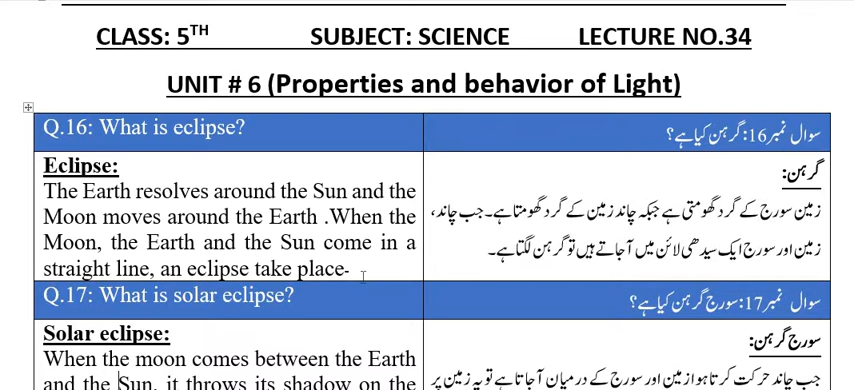 CLASS: 5TH SUBJECT: SCIENCE LECTURE NO.34
UNIT # 6 (Properties and behavior of Light)
Q.16: What is eclipse?
سوال نمبر 16: گرہن کیا ہے؟
Eclipse:
The Earth resolves around the Sun and the
Moon moves around the Earth .When the
Moon, the Earth and the Sun come in a
straight line, an eclipse take place-
گرہن:
زمین سورج کے گرد گھومتی ہے جبکہ چاند زمین کے گرد گھومتا ہے۔ جب چاند،
زمین اور سورج ایک سیدھی لائن میں آجاتے ہیں تو گرہن لگتا ہے۔
Q.17: What is solar eclipse?
سوال نمبر 17: سورج گرہن کیا ہے؟
Solar eclipse:
When the moon comes between the Earth
and the Sun, it throws its shadow on the
سورج گرہن:
جب چاند حرکت کرتا ہوا زمین اور سورج کے درمیان آجاتا ہے تو یہ زمین پر